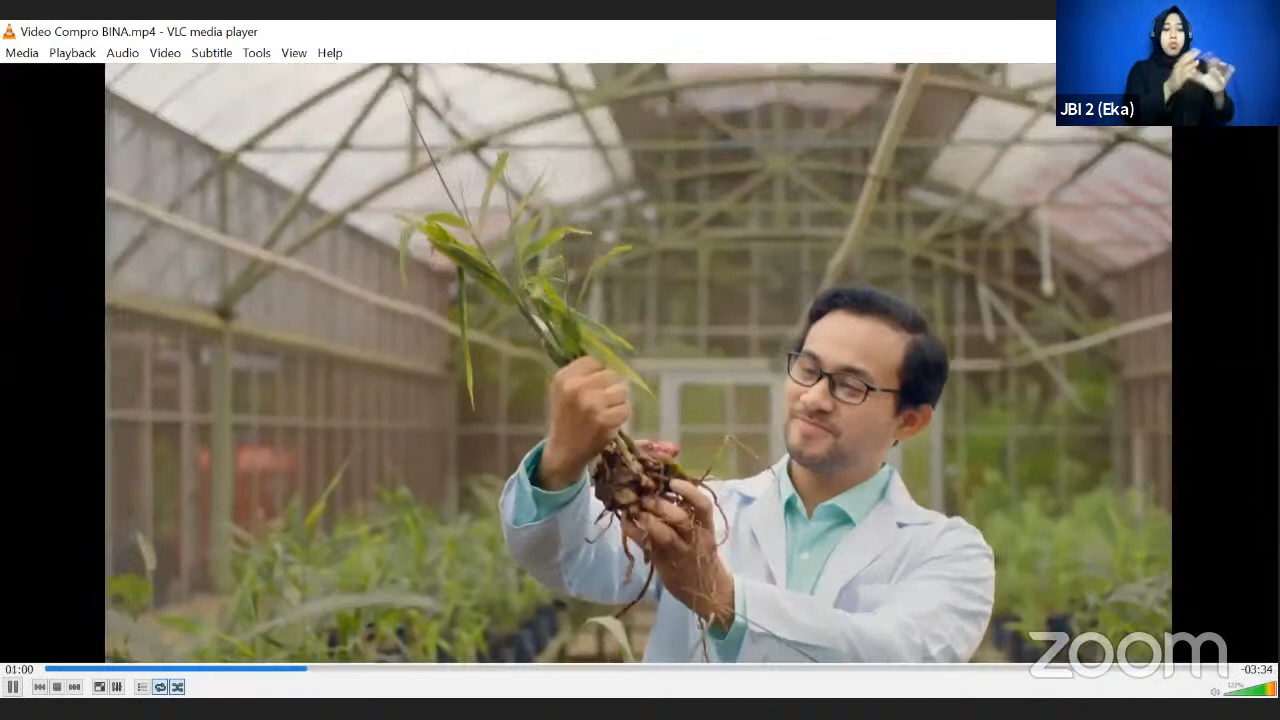 Video Compro BINA.mp4 - VLC media player
Media Playback Audio Video Subtitle Tools View Help
JBI 2 (Eka)
zoom
01:00
-03:34
122%